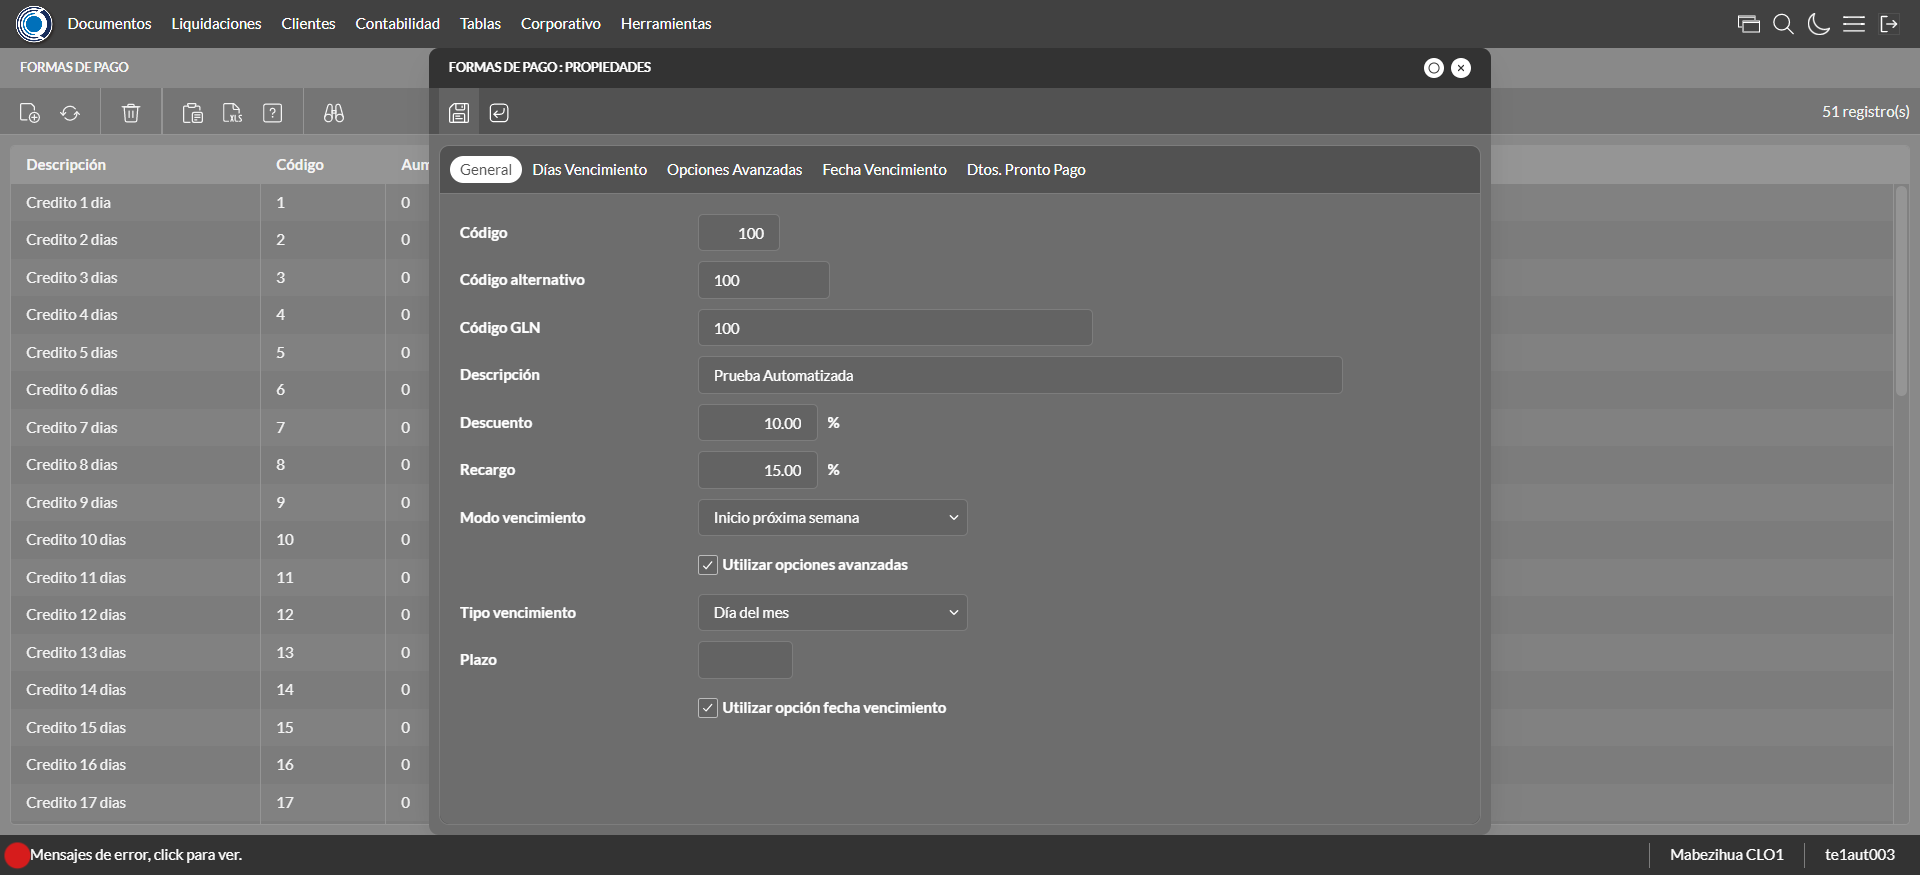 Documentos Liquidaciones Clientes Contabilidad Tablas Corporativo Herramientas
FORMAS DE PAGO
FORMAS DE PAGO : PROPIEDADES
XLS
51 registro(s)
Descripción Código Aum
General Días Vencimiento Opciones Avanzadas Fecha Vencimiento Dtos. Pronto Pago
Credito 1 dia 1 0
Credito 2 dias 2 0
Credito 3 dias 3 0
Credito 4 dias 4 0
Credito 5 dias 5 0
Credito 6 dias 6 0
Credito 7 dias 7 0
Credito 8 dias 8 0
Credito 9 dias 9 0
Credito 10 dias 10 0
Credito 11 dias 11 0
Credito 12 dias 12 0
Credito 13 dias 13 0
Credito 14 dias 14 0
Credito 15 dias 15 0
Credito 16 dias 16 0
Credito 17 dias 17 0
Código 100
Código alternativo 100
Código GLN 100
Descripción Prueba Automatizada
Descuento 10.00 %
Recargo 15.00 %
Modo vencimiento Inicio próxima semana
Utilizar opciones avanzadas
Tipo vencimiento Día del mes
Plazo
Utilizar opción fecha vencimiento
Mensajes de error, click para ver.
Mabezihua CLO1
te1aut003